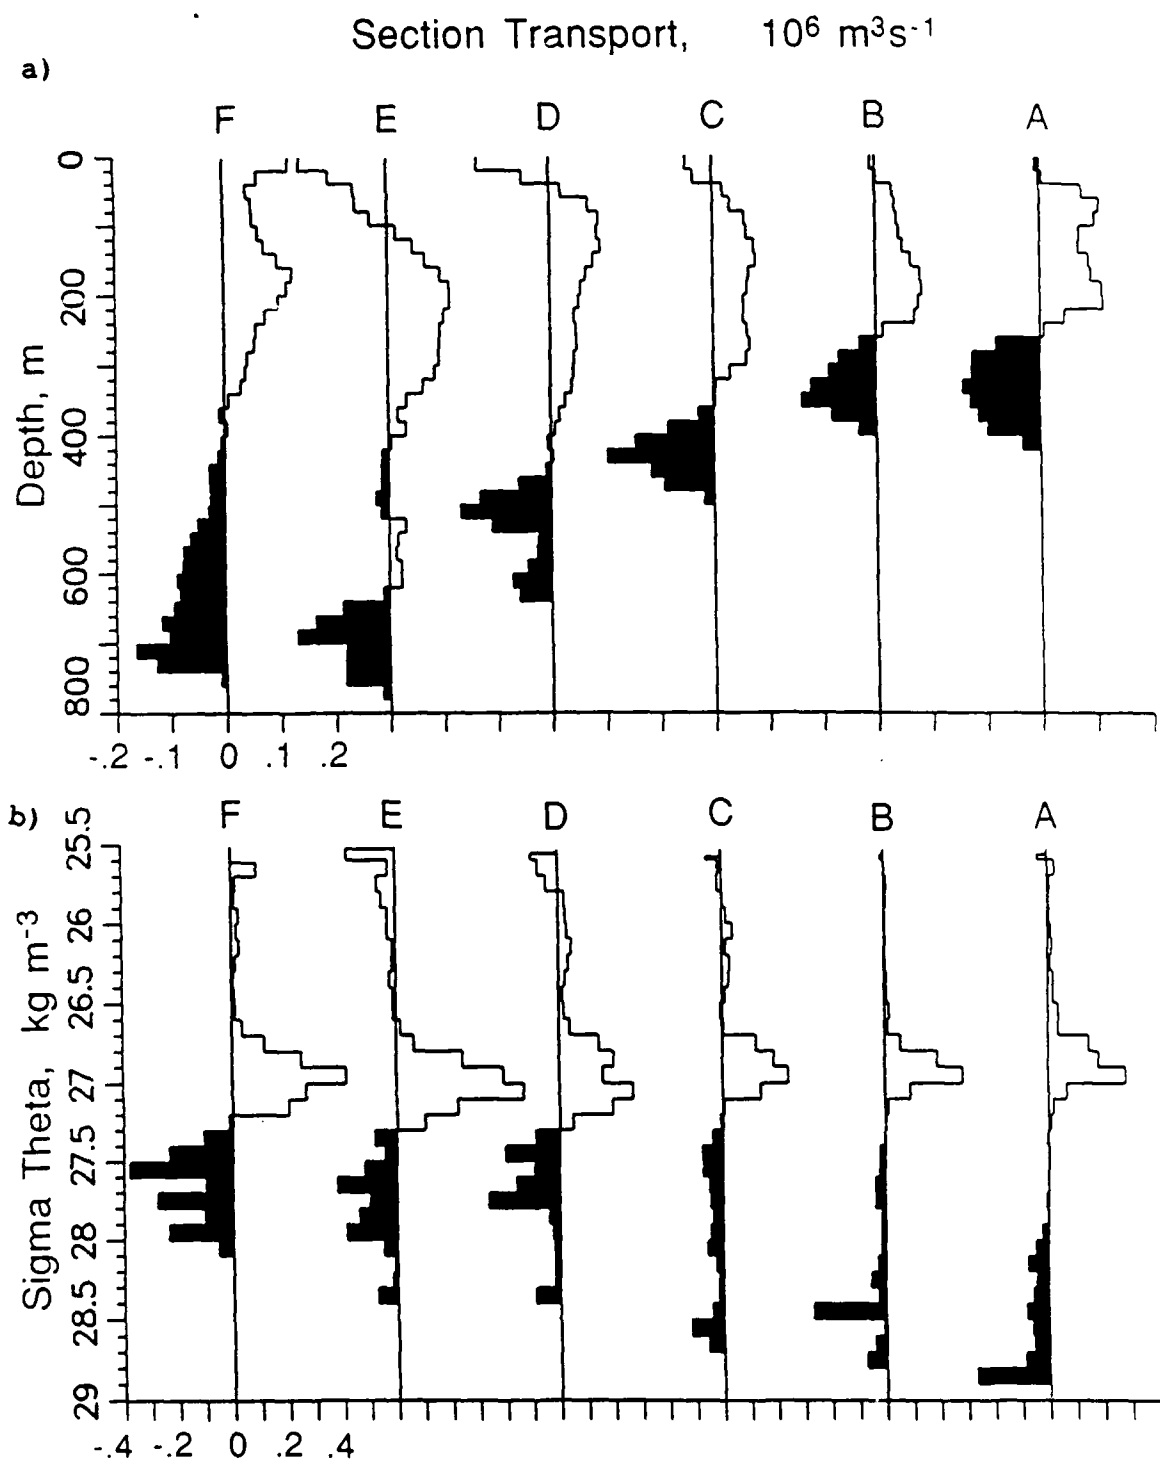 Section Transport, 10⁶ m³s⁻¹
a)
F E D C B A
Depth, m
0
200
400
600
800
-.2 -.1 0 .1 .2
b)
F E D C B A
Sigma Theta, kg m⁻³
25.5
26
26.5
27
27.5
28
28.5
29
-.4 -.2 0 .2 .4